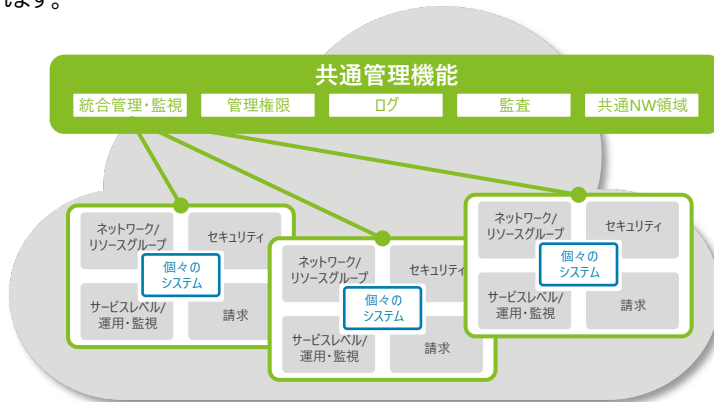 れます。
共通管理機能
統合管理・監視
管理権限
ログ
監査
共通NW領域
ネットワーク/
リソースグループ
セキュリティ
個々の
システム
サービスレベル/
運用・監視
請求
ネットワーク/
リソースグループ
セキュリティ
個々の
システム
サービスレベル/
運用・監視
請求
ネットワーク/
リソースグループ
セキュリティ
個々の
システム
サービスレベル/
運用・監視
請求